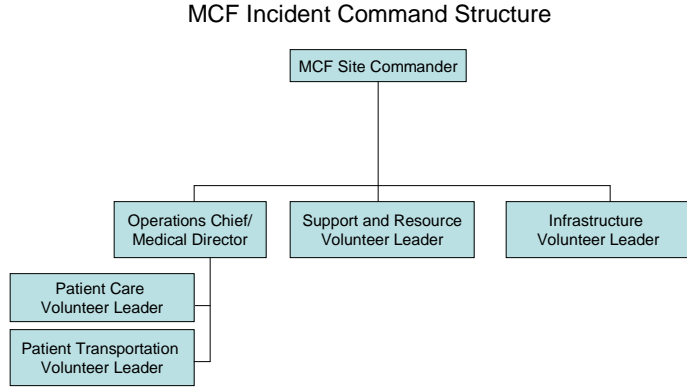 MCF Incident Command Structure
MCF Site Commander
Operations Chief/
Medical Director
Support and Resource
Volunteer Leader
Infrastructure
Volunteer Leader
Patient Care
Volunteer Leader
Patient Transportation
Volunteer Leader